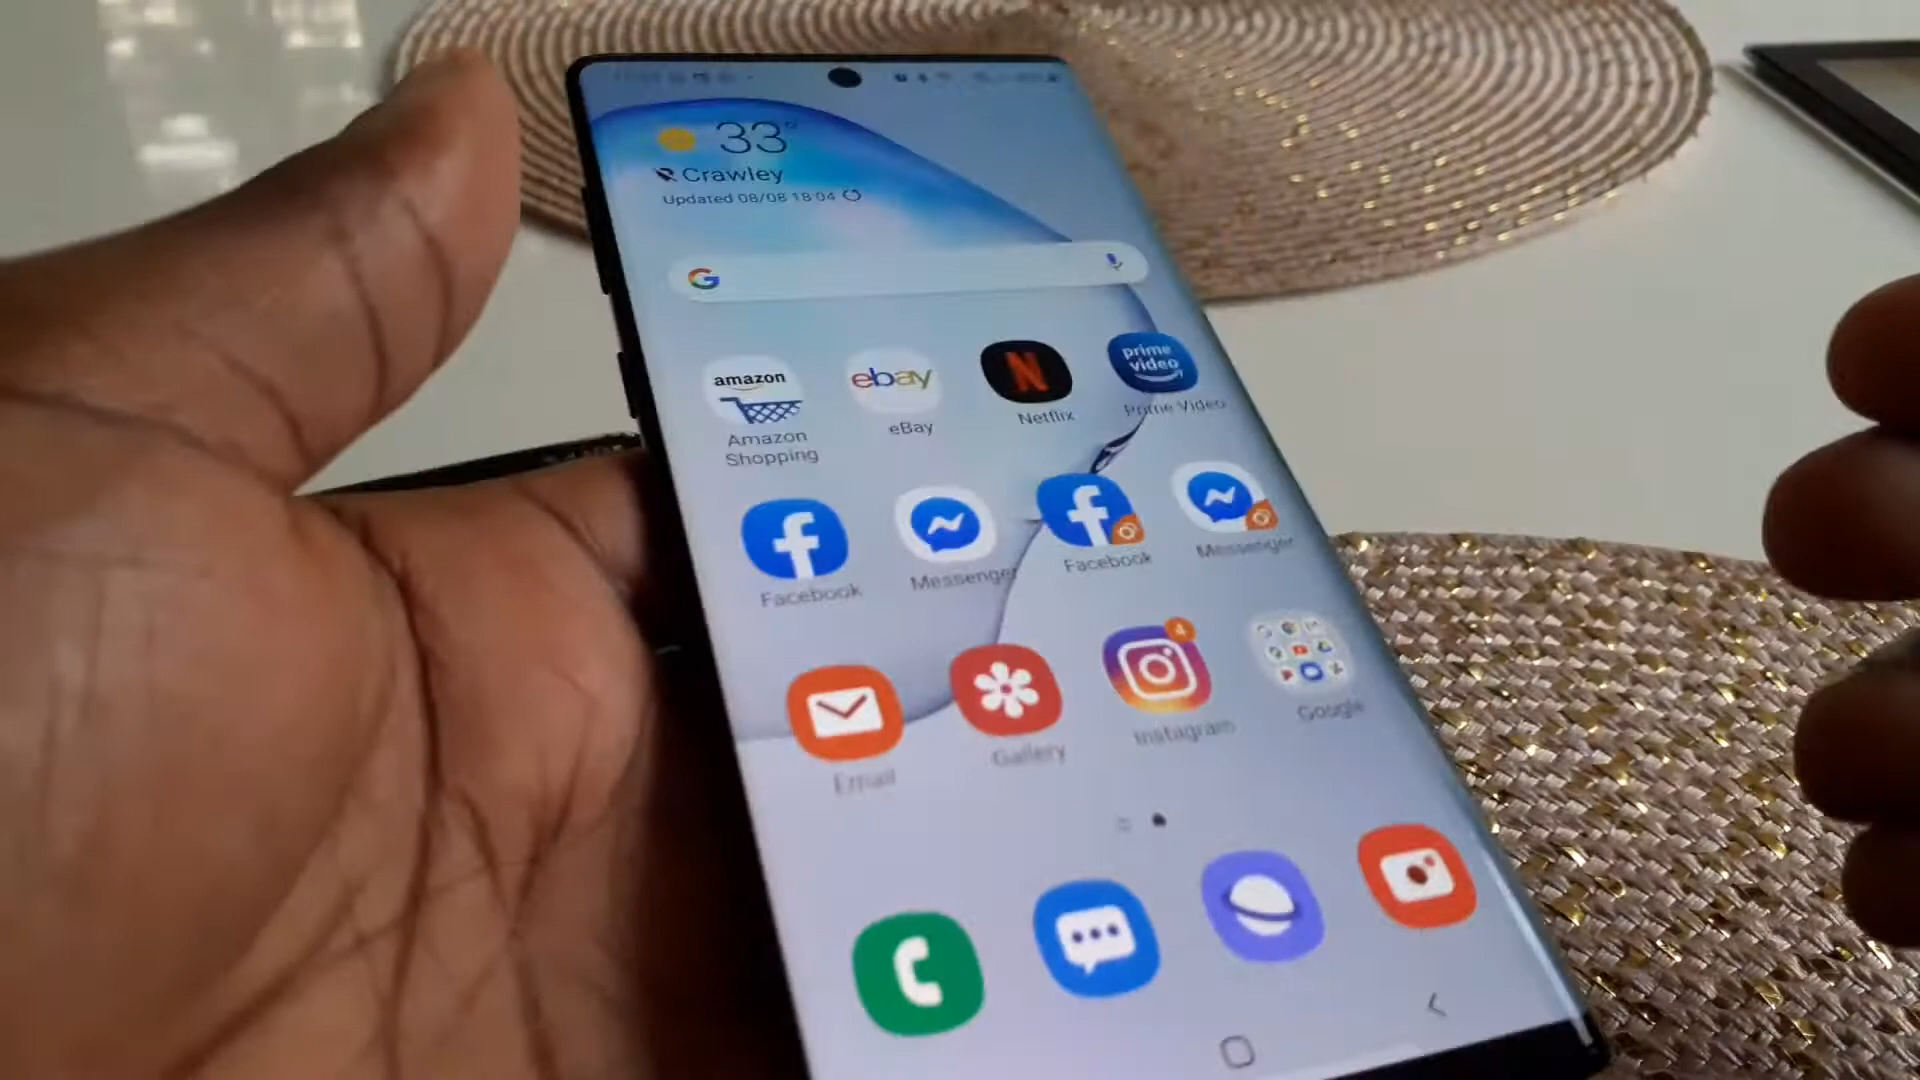 33°
Crawley
Updated 08/08 18:04
G
amazon
ebay
N
prime
video
Amazon
Shopping
eBay
Netflix
Prime Video
f
f
Facebook
Messenger
Facebook
Messenger
4
Email
Gallery
Instagram
Google